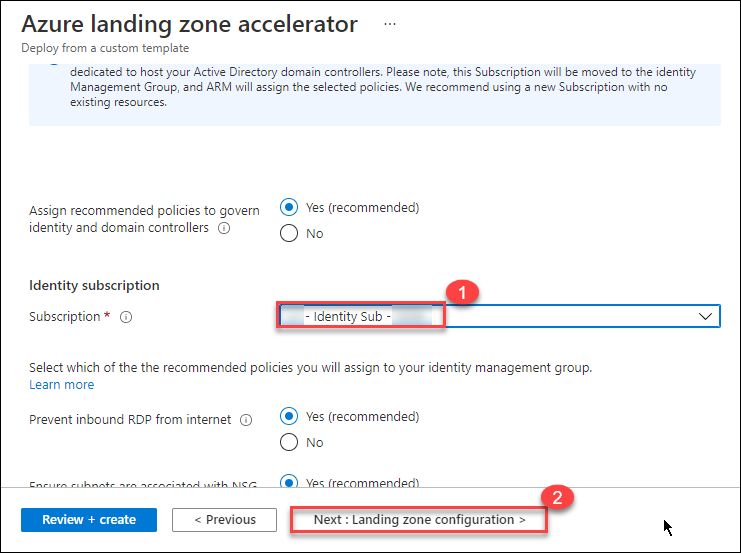 Azure landing zone accelerator ...
Deploy from a custom template
dedicated to host your Active Directory domain controllers. Please note, this Subscription will be moved to the identity
Management Group, and ARM will assign the selected policies. We recommend using a new Subscription with no
existing resources.
Assign recommended policies to govern
identity and domain controllers
Yes (recommended)
No
Identity subscription
1
Subscription *
- Identity Sub -
Select which of the the recommended policies you will assign to your identity management group.
Learn more
Prevent inbound RDP from internet
Yes (recommended)
No
Ensure subnets are associated with NSG
Yes (recommended)
2
Review + create
< Previous
Next : Landing zone configuration >